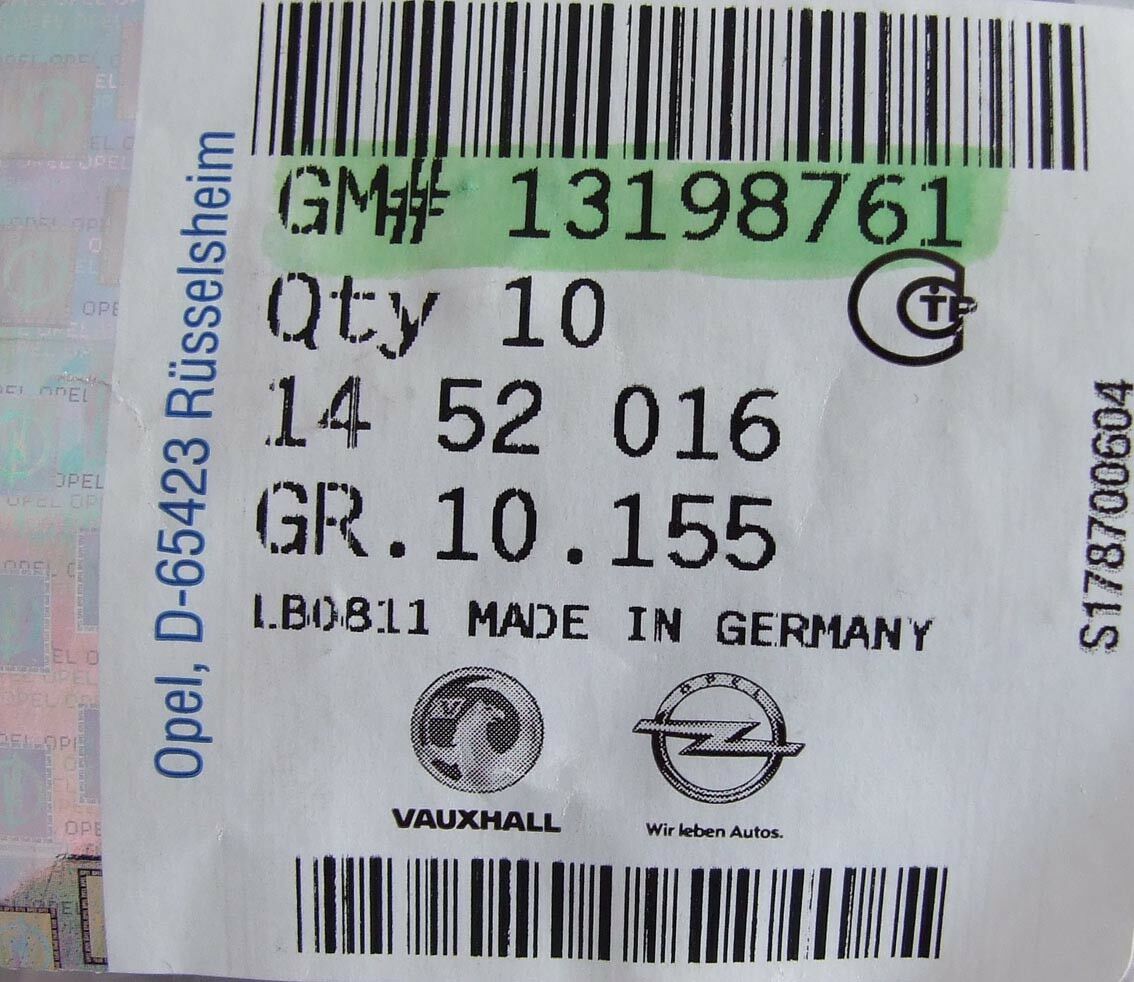 GM# 13198761
Qty 10
14 52 016
GR.10.155
LB0811 MADE IN GERMANY
VAUXHALL
OPEL
Wir leben Autos.
Opel, D-65423 Rüsselsheim
S178700604